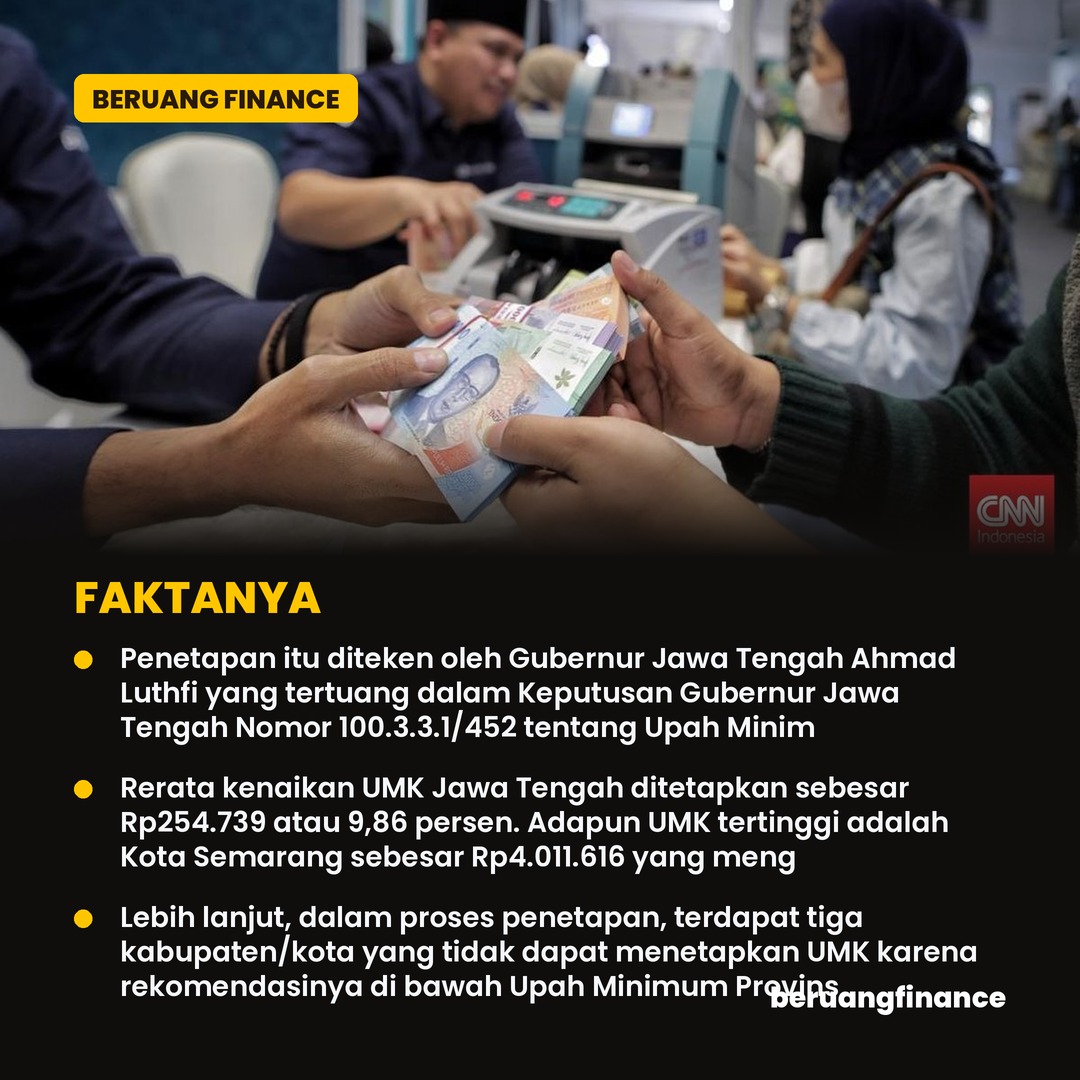 BERUANG FINANCE
CNN
Indonesia
FAKTANYA
Penetapan itu diteken oleh Gubernur Jawa Tengah Ahmad
Luthfi yang tertuang dalam Keputusan Gubernur Jawa
Tengah Nomor 100.3.3.1/452 tentang Upah Minim
Rerata kenaikan UMK Jawa Tengah ditetapkan sebesar
Rp254.739 atau 9,86 persen. Adapun UMK tertinggi adalah
Kota Semarang sebesar Rp4.011.616 yang meng
Lebih lanjut, dalam proses penetapan, terdapat tiga
kabupaten/kota yang tidak dapat menetapkan UMK karena
rekomendasinya di bawah Upah Minimum Provins
beruangfinance